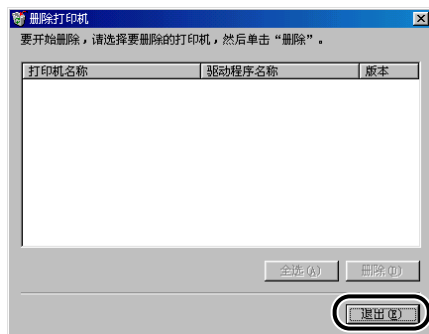 删除打印机
要开始删除，请选择要删除的打印机，然后单击“删除”。
打印机名称 驱动程序名称 版本
全选(A) 删除(D)
退出(E)